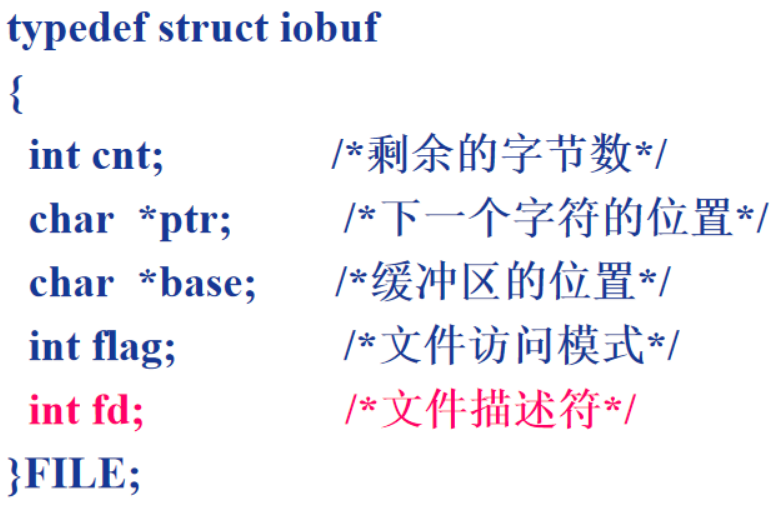 typedef struct iobuf
{
int cnt; /*剩余的字节数*/
char *ptr; /*下一个字符的位置*/
char *base; /*缓冲区的位置*/
int flag; /*文件访问模式*/
int fd; /*文件描述符*/
}FILE;